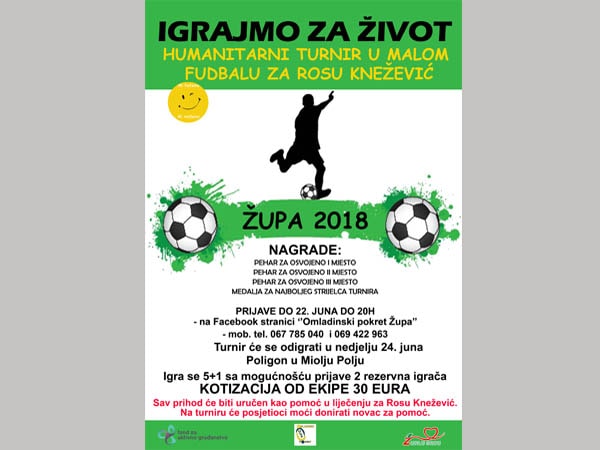 IGRAJMO ZA ŽIVOT
HUMANITARNI TURNIR U MALOM
FUDBALU ZA ROSU KNEŽEVIĆ
ŽUPA 2018
NAGRADE:
PEHAR ZA OSVOJENO I MJESTO
PEHAR ZA OSVOJENO II MJESTO
PEHAR ZA OSVOJENO III MJESTO
MEDALJA ZA NAJBOLJEG STRIJELCA TURNIRA
PRIJAVE DO 22. JUNA DO 20H
- na Facebook stranici ‘’Omladinski pokret Župa’’
- mob. tel. 067 785 040 i 069 422 963
Turnir će se odigrati u nedjelju 24. juna
Poligon u Miolju Polju
Igra se 5+1 sa mogućnošću prijave 2 rezervna igrača
KOTIZACIJA OD EKIPE 30 EURA
Sav prihod će biti uručen kao pomoć u liječenju za Rosu Knežević.
Na turniru će posjetioci moći donirati novac za pomoć.
fond za
aktivno građanstvo